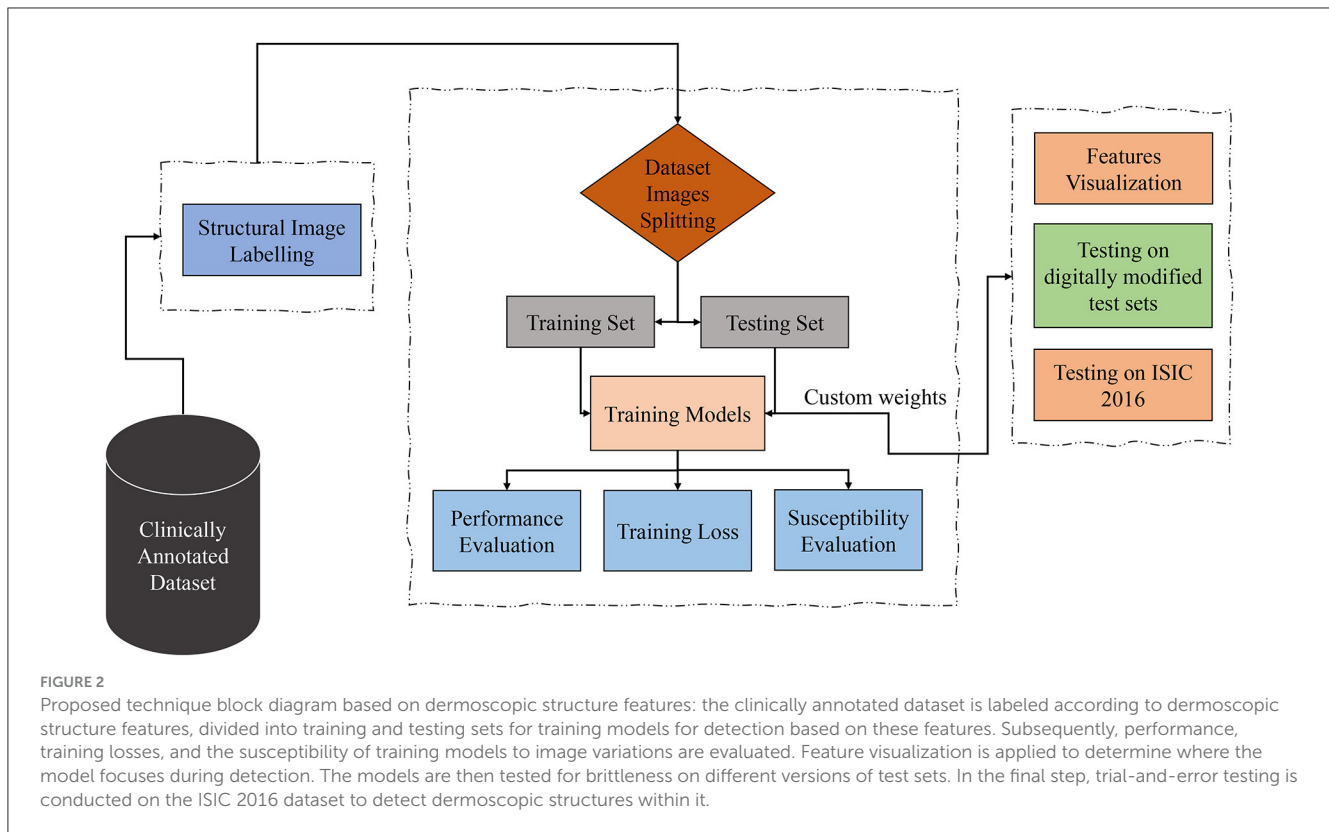 Structural Image
Labelling
Clinically
Annotated
Dataset
Dataset
Images
Splitting
Training Set
Testing Set
Training Models
Custom weights
Performance
Evaluation
Training Loss
Susceptibility
Evaluation
Features
Visualization
Testing on
digitally modified
test sets
Testing on ISIC
2016
FIGURE 2
Proposed technique block diagram based on dermoscopic structure features: the clinically annotated dataset is labeled according to dermoscopic
structure features, divided into training and testing sets for training models for detection based on these features. Subsequently, performance,
training losses, and the susceptibility of training models to image variations are evaluated. Feature visualization is applied to determine where the
model focuses during detection. The models are then tested for brittleness on different versions of test sets. In the final step, trial-and-error testing is
conducted on the ISIC 2016 dataset to detect dermoscopic structures within it.